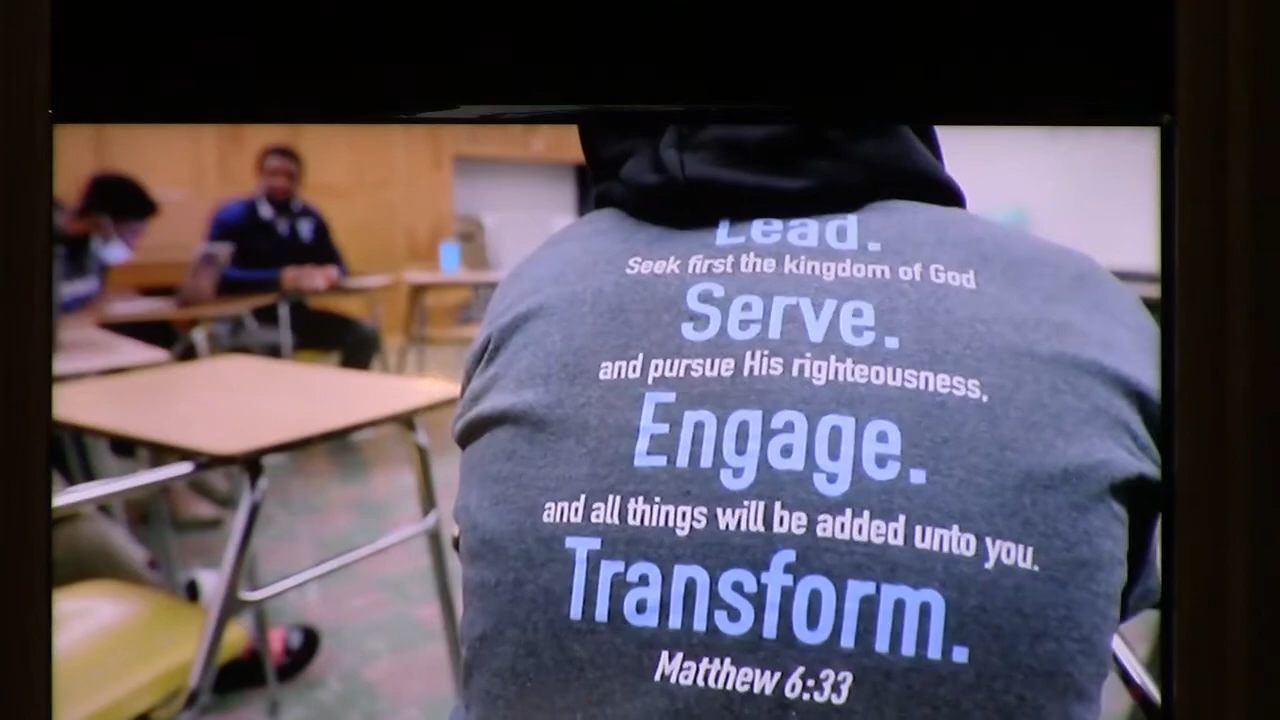 Lead.
Seek first the kingdom of God
Serve.
and pursue His righteousness,
Engage.
and all things will be added unto you.
Transform.
Matthew 6:33